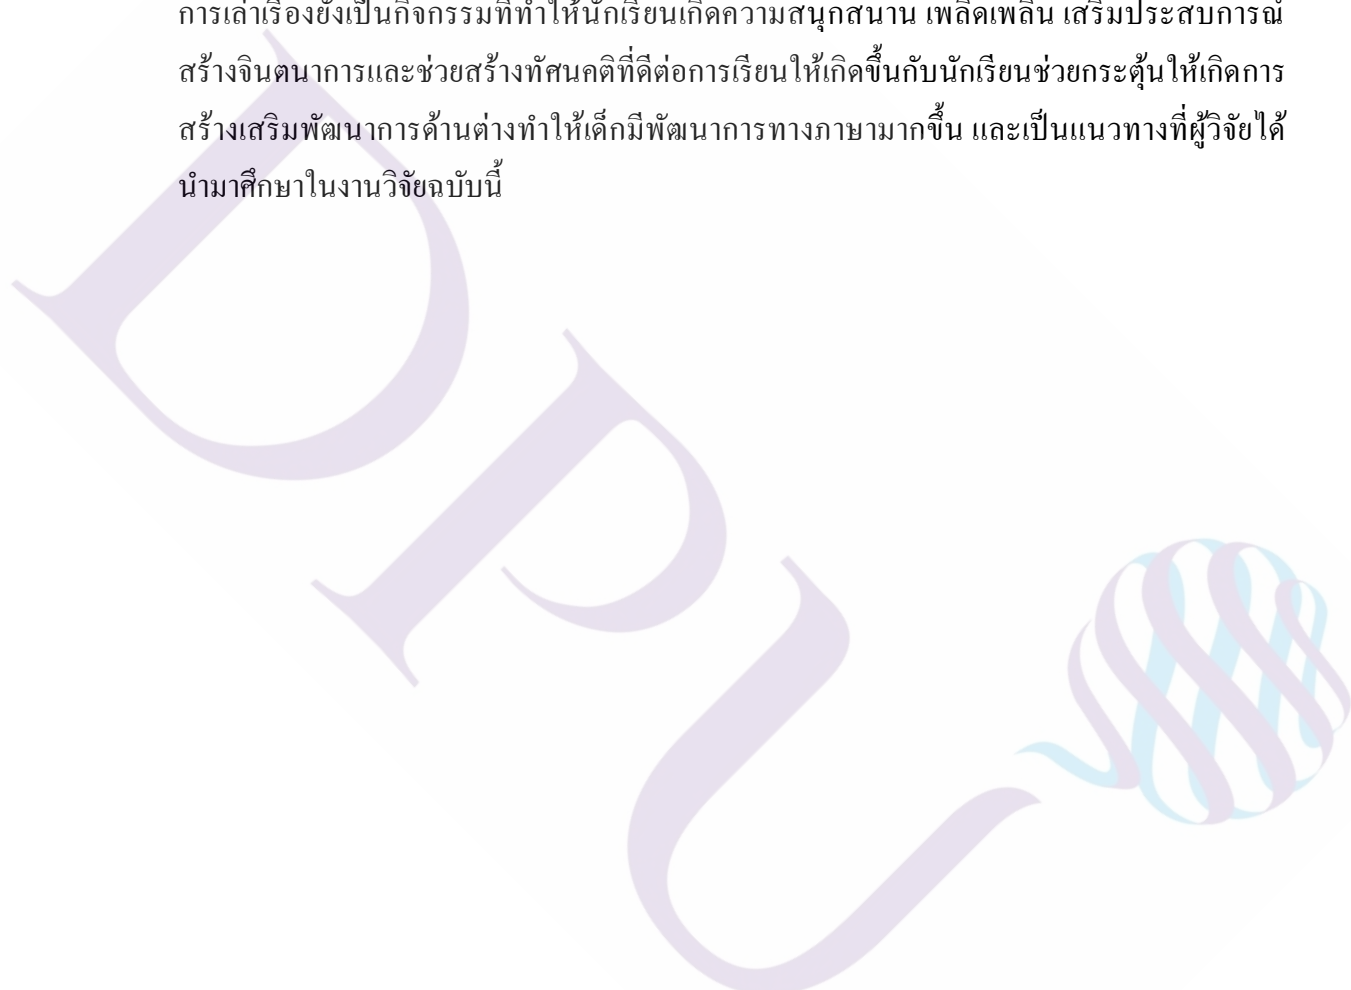 การเล่าเรื่องยังเป็นกิจกรรมที่ทำให้นักเรียนเกิดความสนุกสนาน เพลิดเพลิน เสริมประสบการณ์
สร้างจินตนาการและช่วยสร้างทัศนคติที่ดีต่อการเรียนให้เกิดขึ้นกับนักเรียนช่วยกระตุ้นให้เกิดการ
สร้างเสริมพัฒนาการด้านต่างทำให้เด็กมีพัฒนาการทางภาษามากขึ้น และเป็นแนวทางที่ผู้วิจัยได้
นำมาศึกษาในงานวิจัยฉบับนี้
DPU